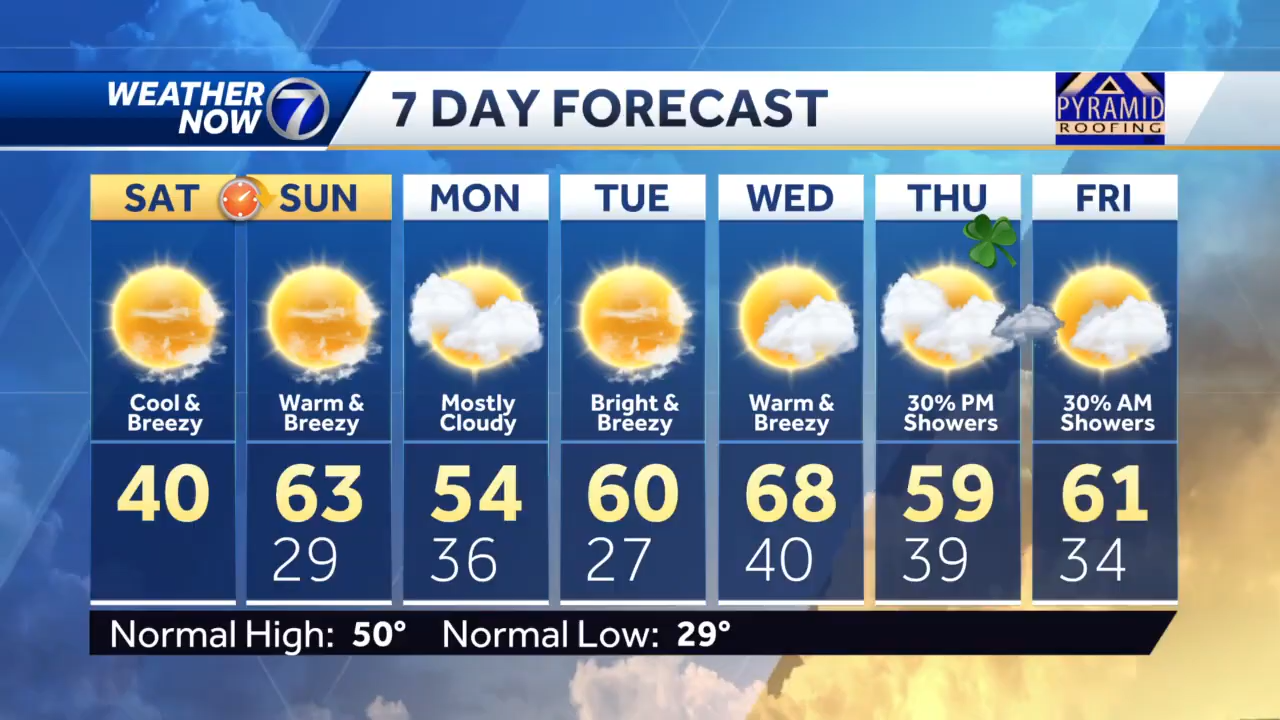 WEATHER
NOW 7
7 DAY FORECAST
PYRAMID
ROOFING
SAT SUN MON TUE WED THU FRI
Cool &
Breezy
Warm &
Breezy
Mostly
Cloudy
Bright &
Breezy
Warm &
Breezy
30% PM
Showers
30% AM
Showers
40 63 54 60 68 59 61
29 36 27 40 39 34
Normal High: 50° Normal Low: 29°